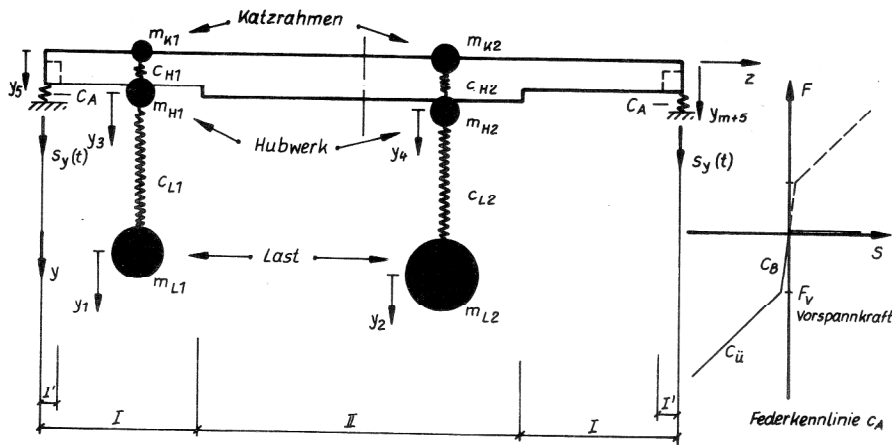 Katzrahmen
m_K1
m_K2
c_H1
c_H2
y_5
C_A
C_A
z
F
y_m+5
m_H1
m_H2
y_3
y_4
Hubwerk
s_y(t)
s_y(t)
c_L1
c_L2
S
C_B
y
Last
m_L1
m_L2
y_1
y_2
F_V
Vorspannkraft
C_ü
I'
I'
I
II
I
Federkennlinie c_A